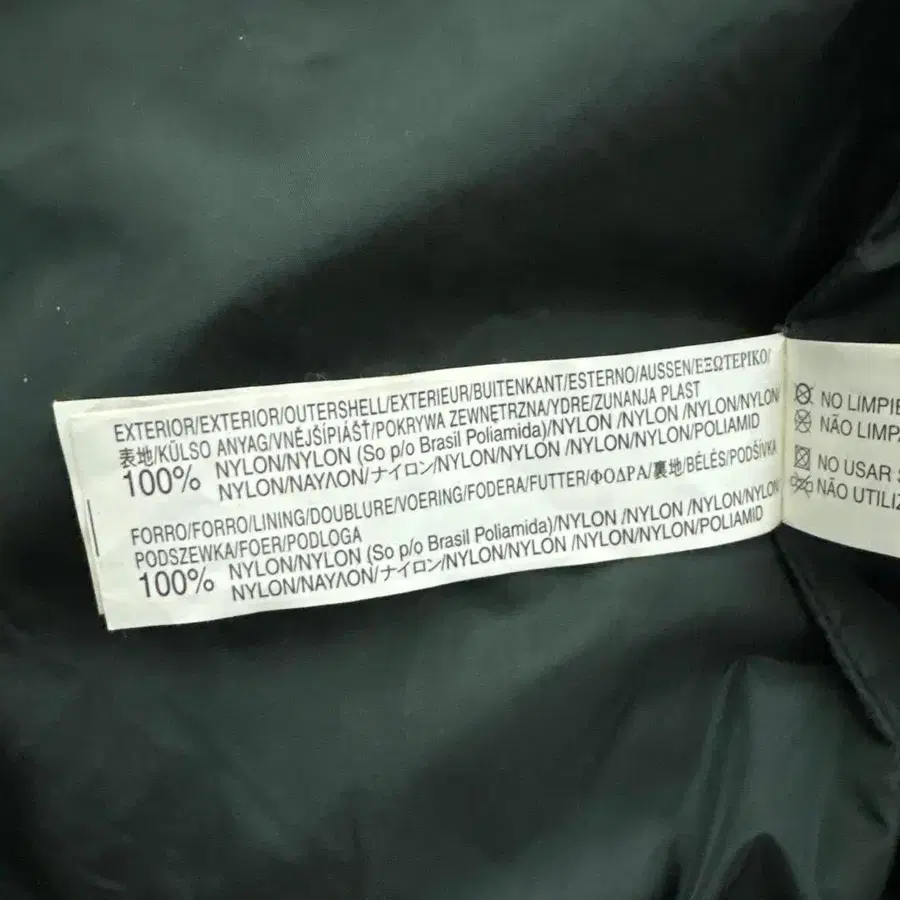 EXTERIOR/EXTERIOR/OUTERSHELL/EXTERIEUR/BUITENKANT/ESTERNO/AUSSEN/ΕΞΩΤΕΡΙΚΟ/
表地/KŰLSO ANYAG/VNĚJŠÍPIÁŠŤ/POKRYWA ZEWNĘTRZNA/YDRE/ZUNANJA PLAST
100% NYLON/NYLON (So p/o Brasil Poliamida)/NYLON /NYLON /NYLON/NYLON/
NYLON/ΝΑΥΛΟΝ/ナイロン/NYLON/NYLON /NYLON/NYLON/POLIAMID
FORRO/FORRO/LINING/DOUBLURE/VOERING/FODERA/FUTTER/ΦΟΔΡΑ/裏地/BÉLÉS/PODŠÍVKA
PODSZEWKA/FOER/PODLOGA
100% NYLON/NYLON (So p/o Brasil Poliamida)/NYLON /NYLON /NYLON/NYLON
NYLON/ΝΑΥΛΟΝ/ナイロン/NYLON/NYLON /NYLON/NYLON/POLIAMID
NO LIMPIE
NÃO LIMPA
NO USAR S
NÃO UTILIZ